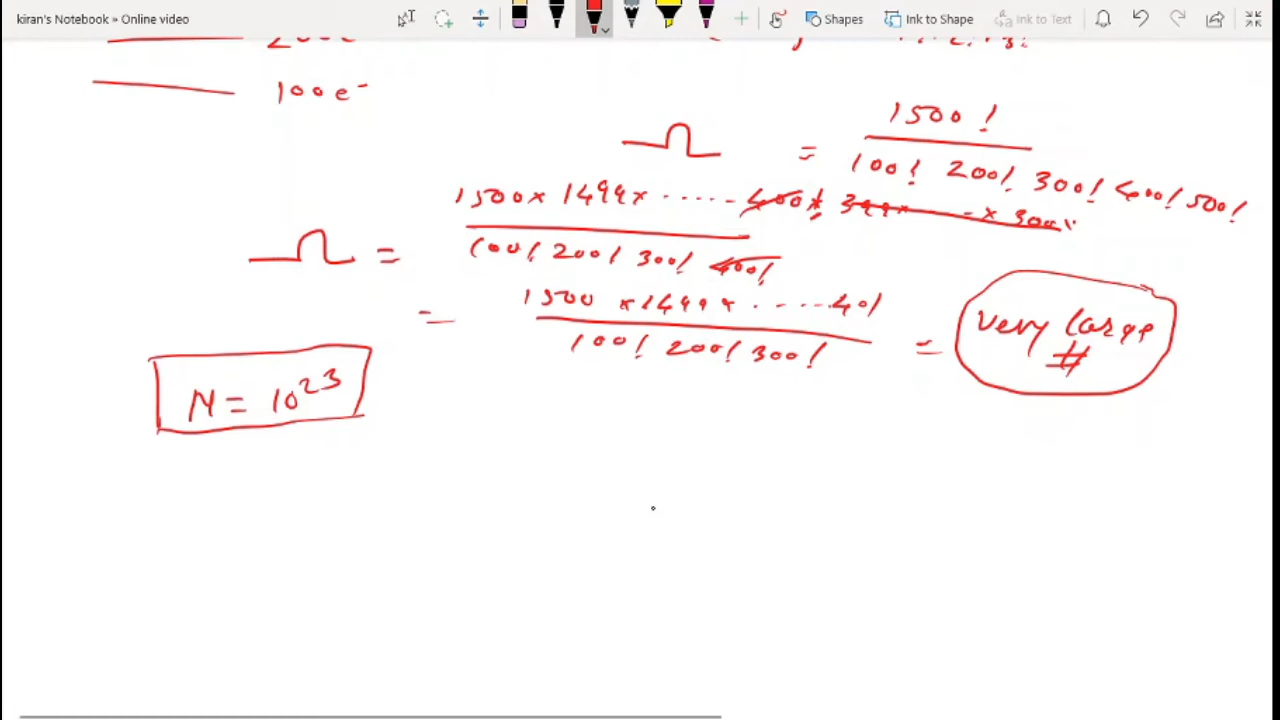 kiran's Notebook » Online video
Shapes
Ink to Shape
Ink to Text
100e⁻
Ω = 1500! / 100! 200! 300! 400! 500!
Ω = 1500 x 1499 x ...... 400! 399 x ... x 300 x / 100! 200! 300! 400!
= 1500 x 1499 x ...... 401 / 100! 200! 300! = very large #
N = 10²³